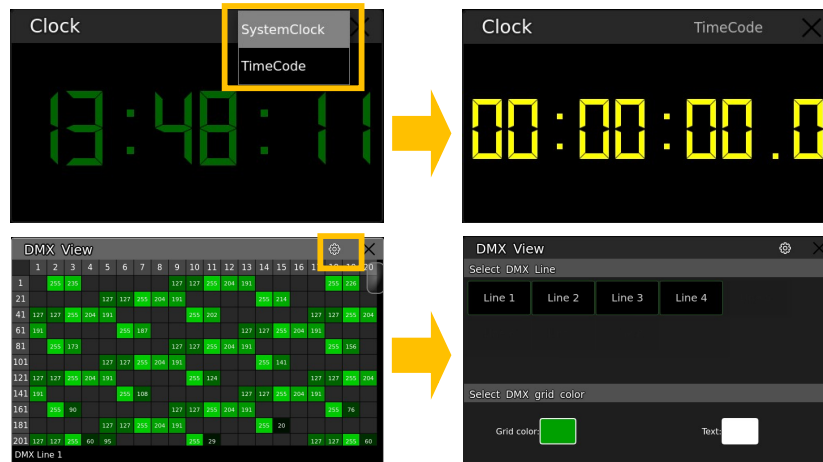 Clock
SystemClock
TimeCode
13:48:11
Clock
TimeCode
00:00:00.0
DMX View
1 2 3 4 5 6 7 8 9 10 11 12 13 14 15 16 18 19 20
1 255 235 127 127 255 204 191 255 226
21 127 127 255 204 191 255 214
41 127 127 255 204 191 255 202 127 127 255 204
61 191 255 187 127 127 255 204 191
81 255 173 127 127 255 204 191 255 156
101 127 127 255 204 191 255 141
121 127 127 255 204 191 255 124 127 127 255 204
141 191 255 108 127 127 255 204 191
161 255 90 127 127 255 204 191 255 76
181 127 127 255 204 191 255 20
201 127 127 255 60 95 255 29 127 127 255 60
DMX Line 1
DMX View
Select DMX Line
Line 1 Line 2 Line 3 Line 4
Select DMX grid color
Grid color: Text: